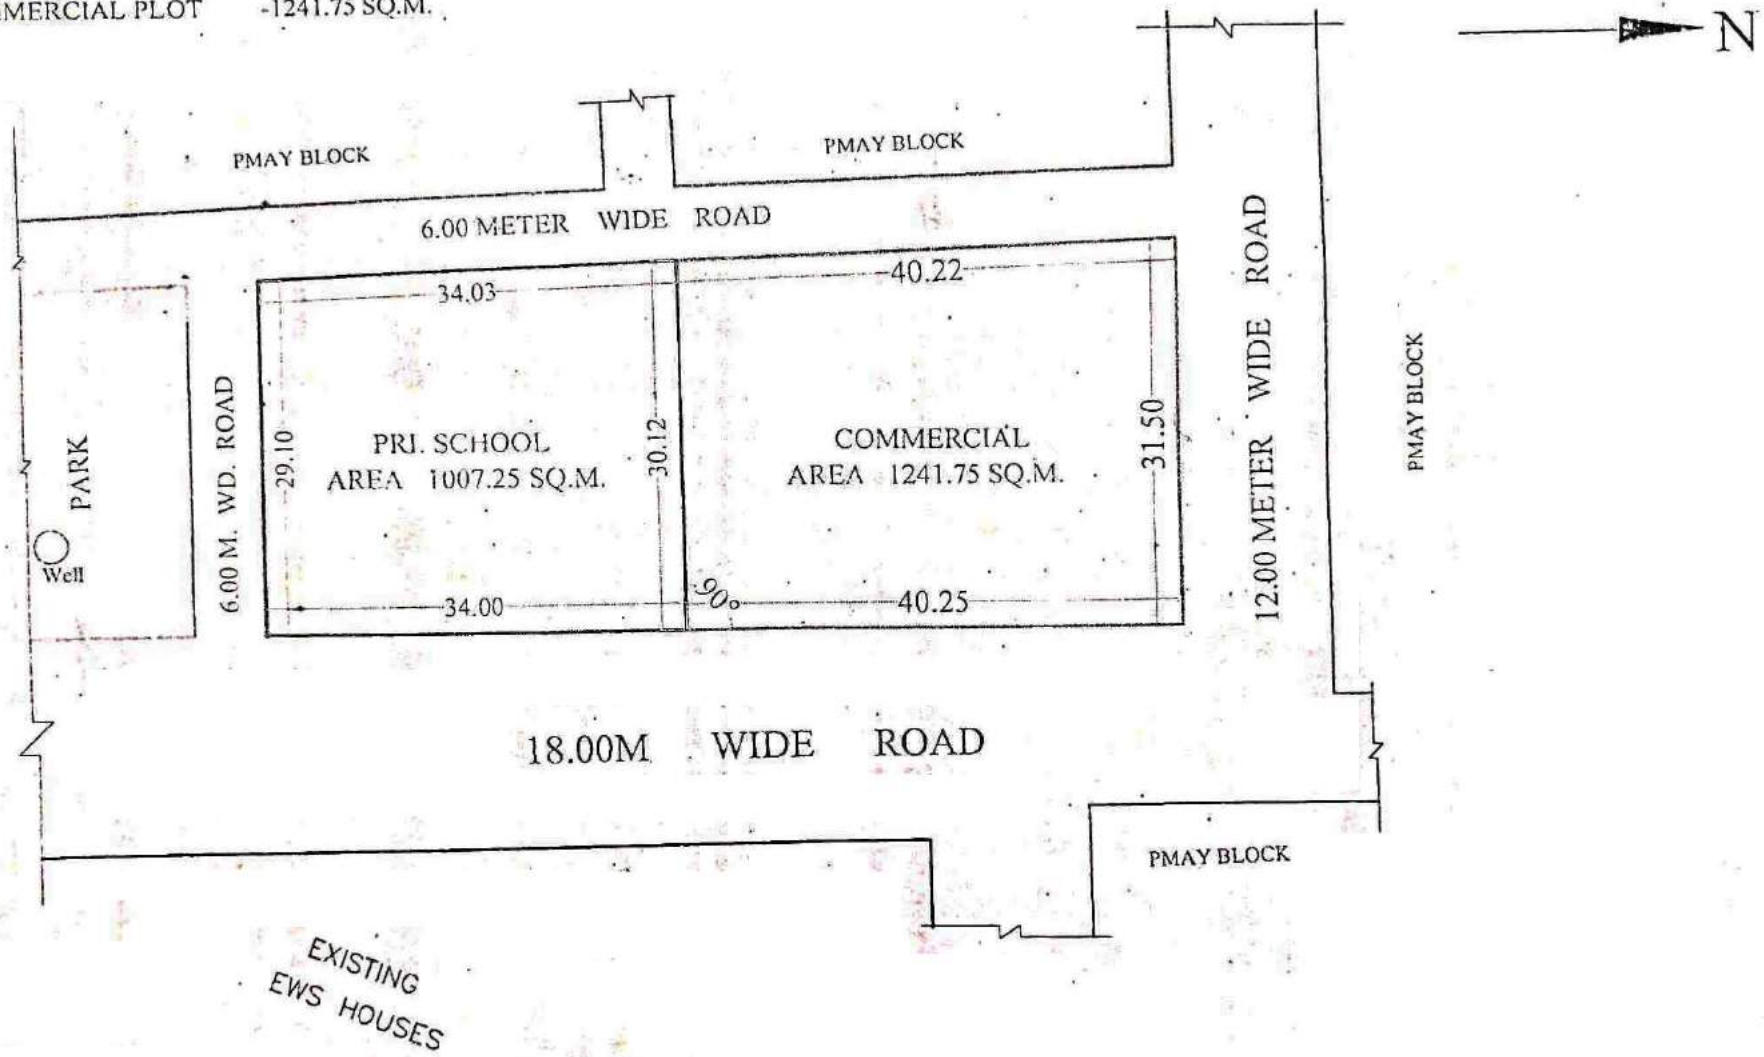 MERCIAL PLOT -1241.75 SQ.M.
N
PMAY BLOCK
PMAY BLOCK
6.00 METER WIDE ROAD
34.03
40.22
PARK
Well
6.00 M. WD. ROAD
29.10
PRI. SCHOOL
AREA 1007.25 SQ.M.
30.12
COMMERCIAL
AREA 1241.75 SQ.M.
31.50
12.00 METER WIDE ROAD
PMAY BLOCK
34.00
90°
40.25
18.00M WIDE ROAD
PMAY BLOCK
EXISTING
EWS HOUSES